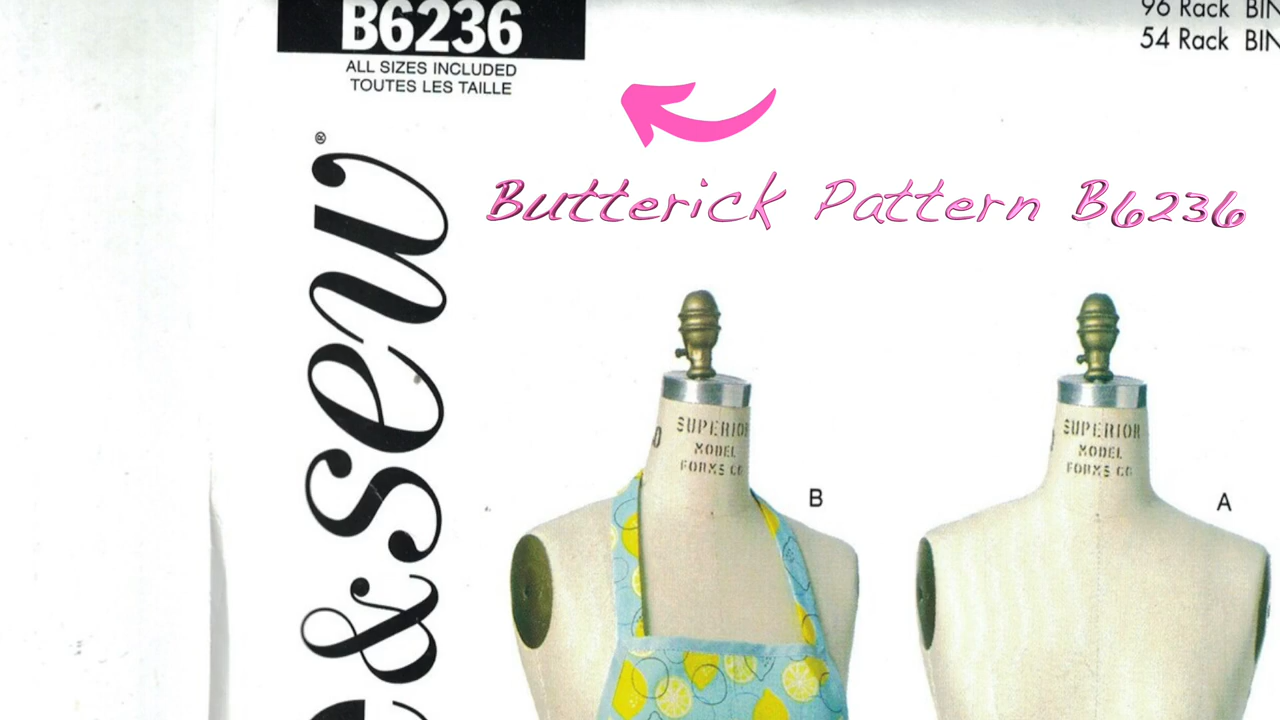 B6236
ALL SIZES INCLUDED
TOUTES LES TAILLE
96 Rack
54 Rack
& sew®
Butterick Pattern B6236
SUPERIOR
MODEL
FORMS CO
B
SUPERIOR
MODEL
FORMS CO
A